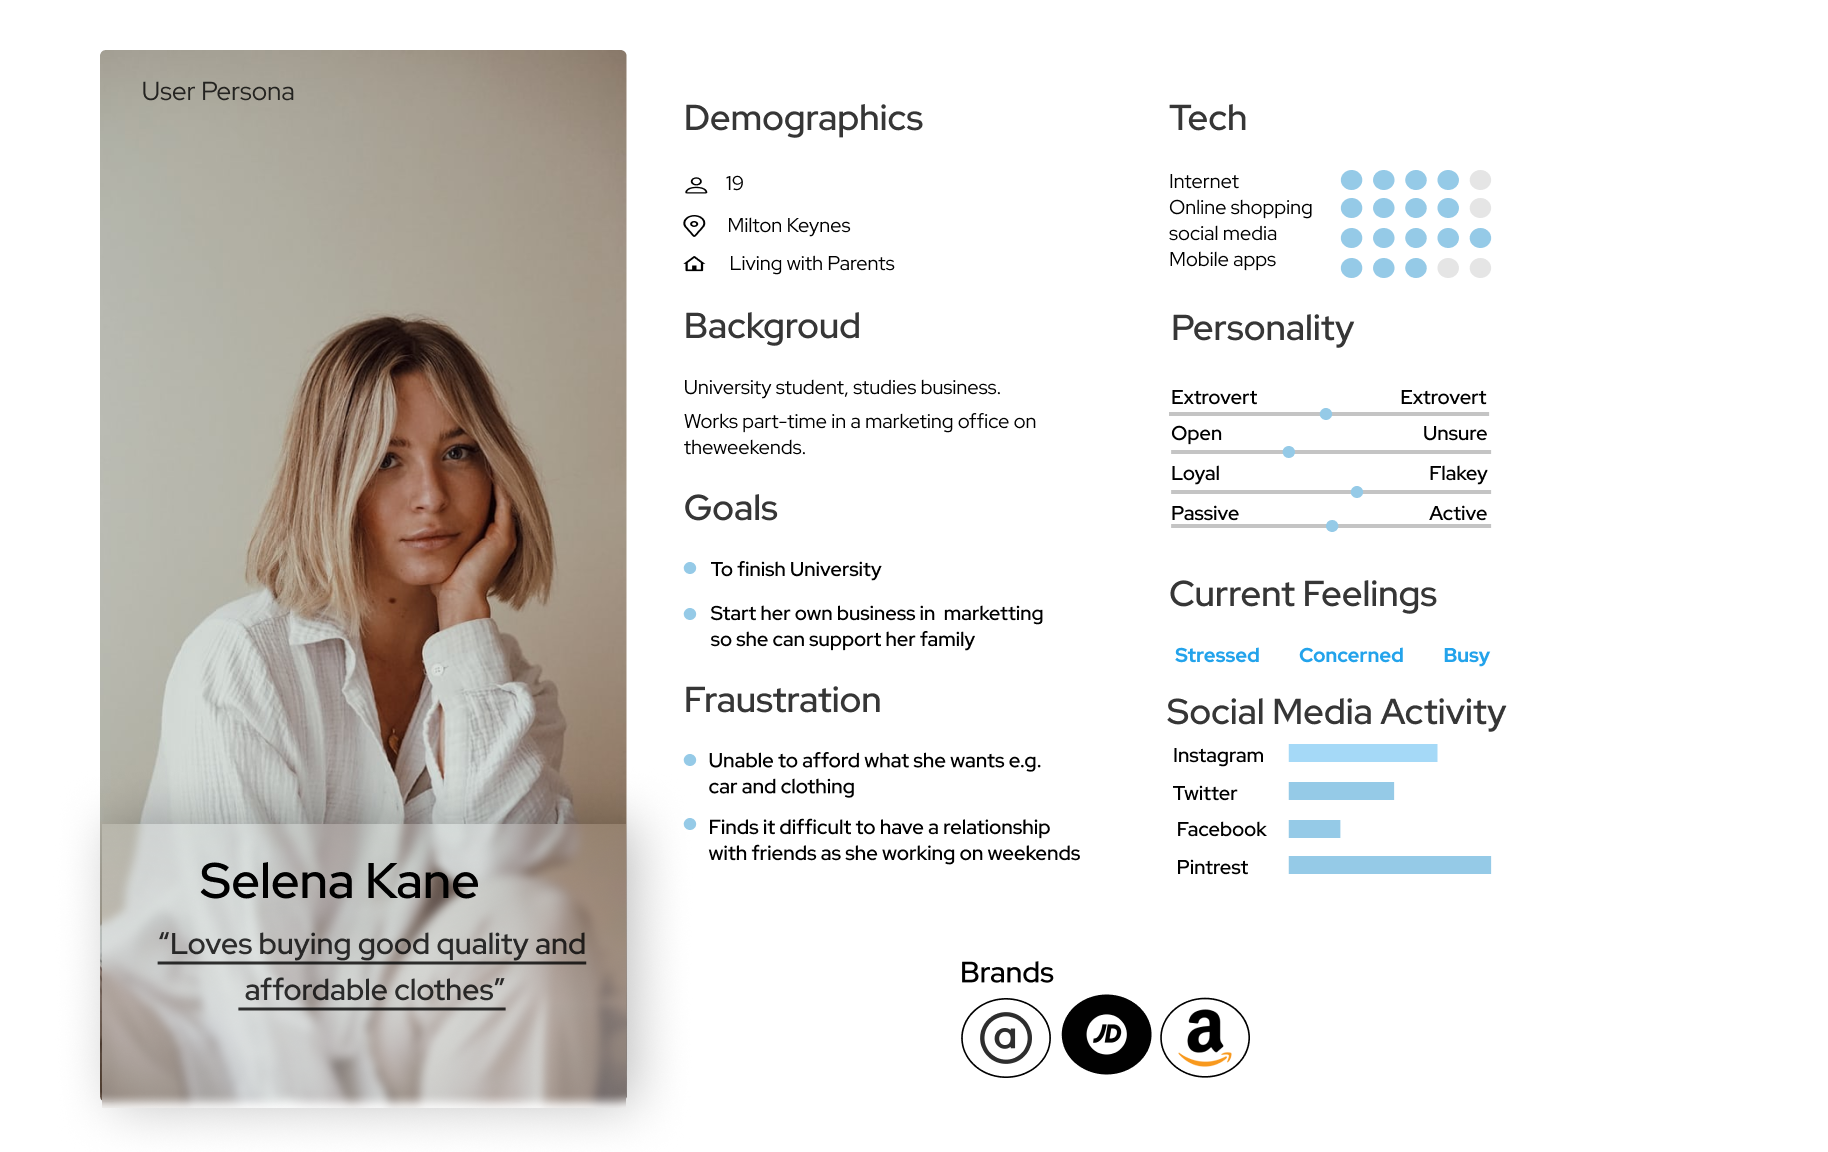 User Persona
Selena Kane
“Loves buying good quality and
affordable clothes”
Demographics
19
Milton Keynes
Living with Parents
Backgroud
University student, studies business.
Works part-time in a marketing office on
theweekends.
Goals
To finish University
Start her own business in  marketting
so she can support her family
Fraustration
Unable to afford what she wants e.g.
car and clothing
Finds it difficult to have a relationship
with friends as she working on weekends
Tech
Internet
Online shopping
social media
Mobile apps
Personality
Extrovert Extrovert
Open Unsure
Loyal Flakey
Passive Active
Current Feelings
Stressed Concerned Busy
Social Media Activity
Instagram
Twitter
Facebook
Pintrest
Brands
a JD a